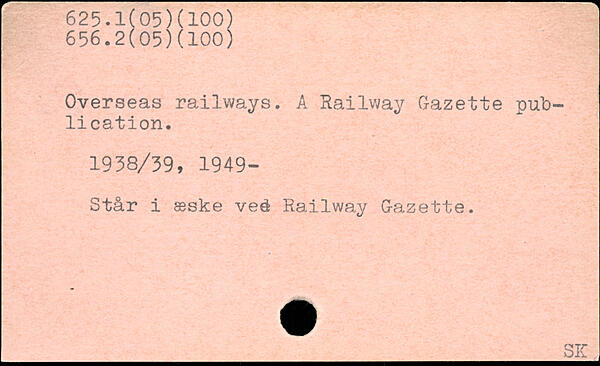 625.1(05)(100)
656.2(05)(100)
Overseas railways. A Railway Gazette pub-
lication.
1938/39, 1949-
Står i æske ved Railway Gazette.
SK